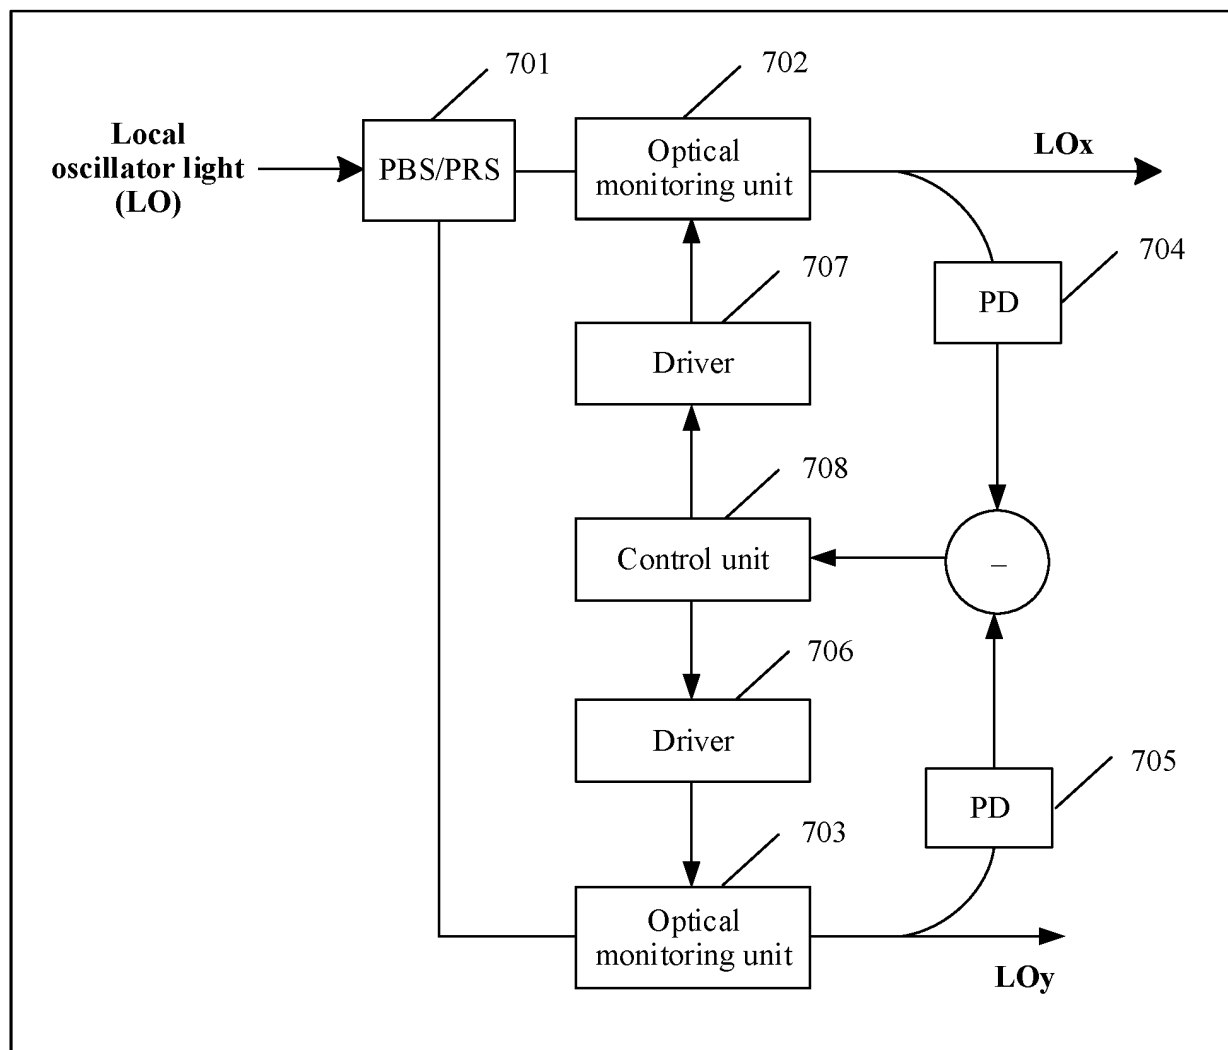 701
702
Local
oscillator light
(LO)
PBS/PRS
Optical
monitoring unit
LOx
704
PD
707
Driver
708
Control unit
–
706
Driver
705
PD
703
Optical
monitoring unit
LOy